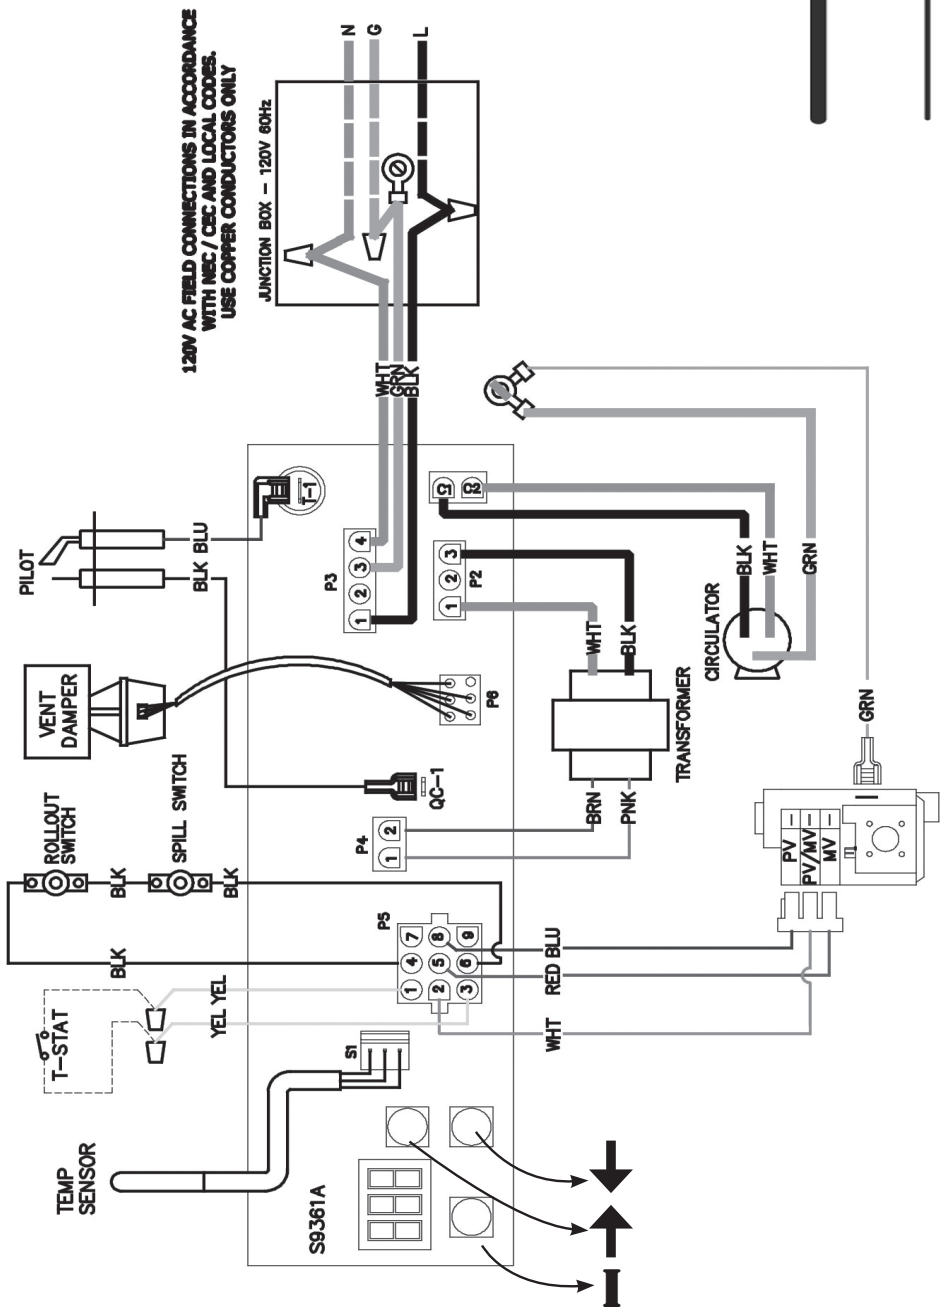 120V AC FIELD CONNECTIONS IN ACCORDANCE
WITH NEC / CEC AND LOCAL CODES.
USE COPPER CONDUCTORS ONLY
JUNCTION BOX – 120V 60Hz
N
G
L
WHT
GRN
BLK
PILOT
BLK BLU
T-1
P3
1
2
3
4
P2
1
2
3
C1
C2
VENT
DAMPER
P6
QC-1
WHT
BLK
TRANSFORMER
BRN
PNK
CIRCULATOR
BLK
WHT
GRN
GRN
ROLLOUT
SWITCH
SPILL SWITCH
BLK
BLK
BLK
P4
1
2
P5
1
2
3
4
5
6
7
8
9
T-STAT
YEL YEL
S1
TEMP
SENSOR
S9361A
WHT
RED BLU
PV
PV/MV
MV